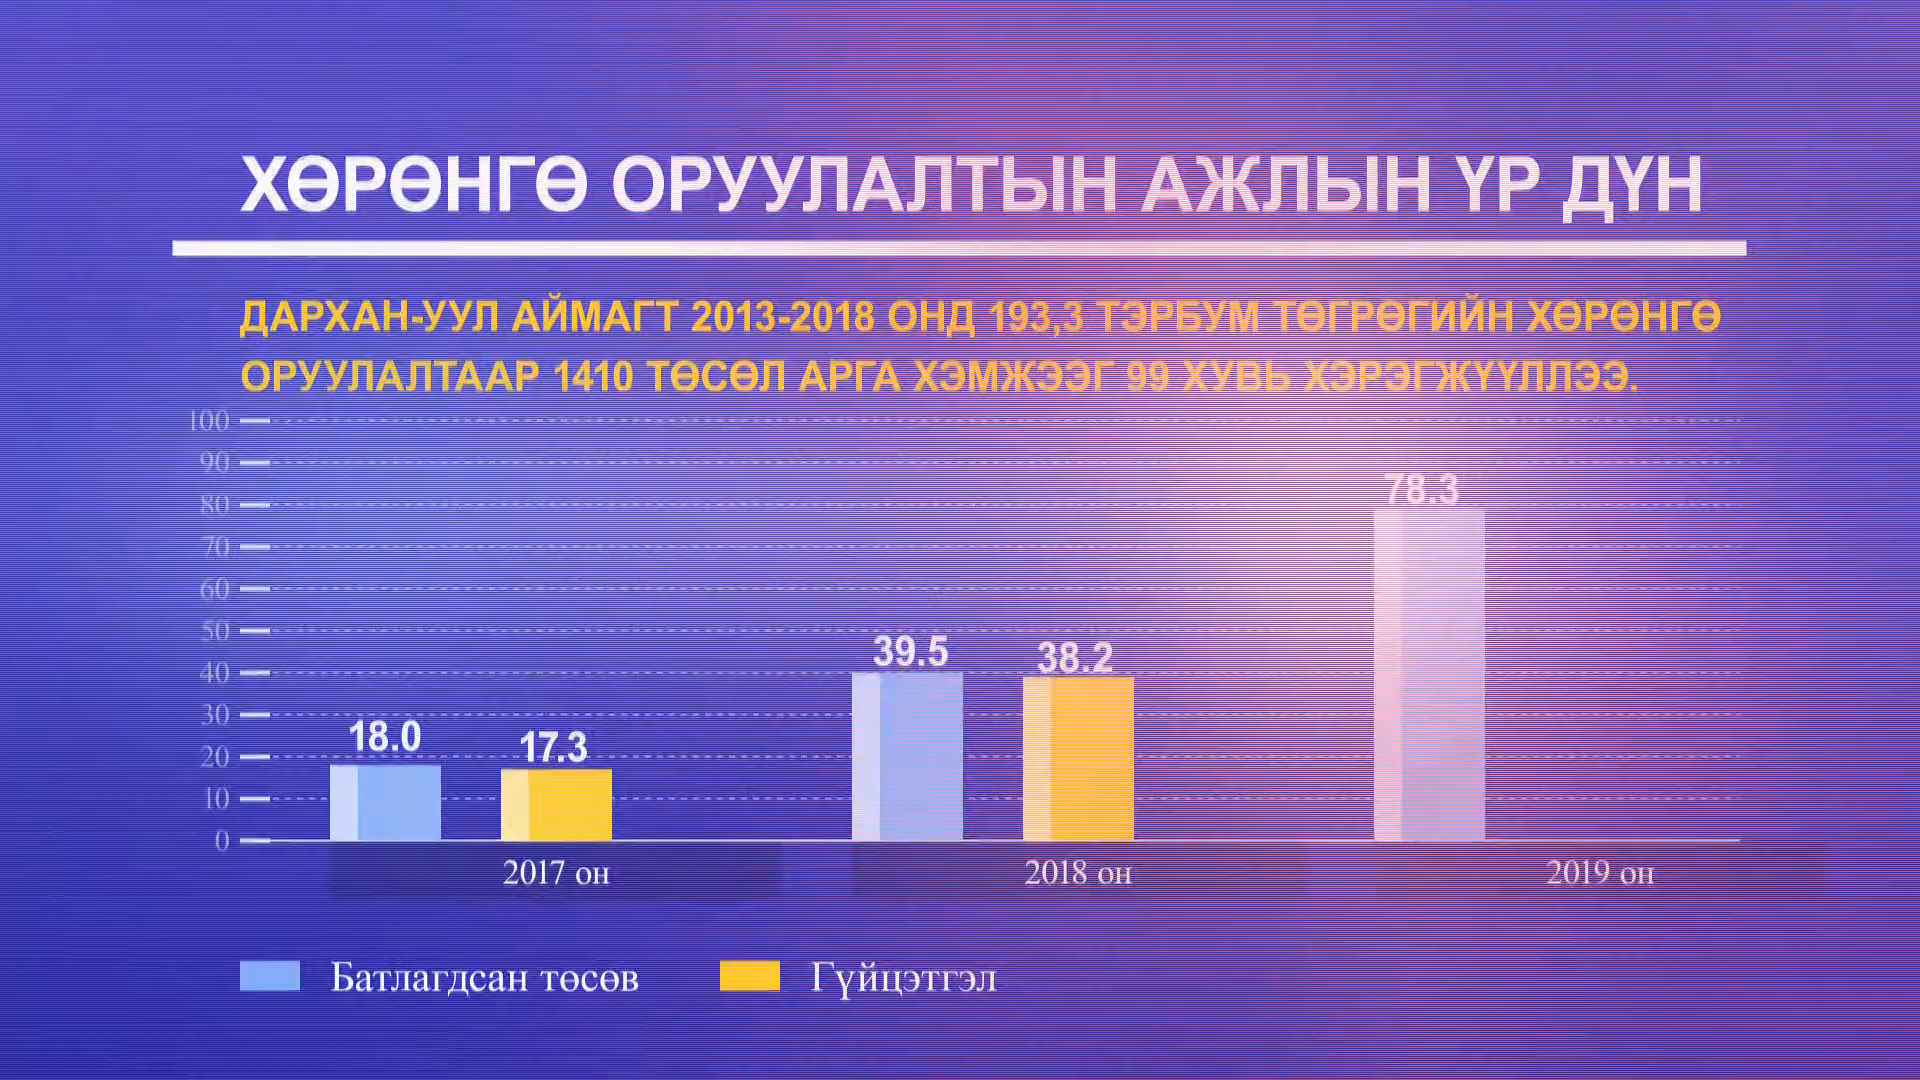 ХӨРӨНГӨ ОРУУЛАЛТЫН АЖЛЫН ҮР ДҮН
ДАРХАН-УУЛ АЙМАГТ 2013-2018 ОНД 193,3 ТЭРБУМ ТӨГРӨГИЙН ХӨРӨНГӨ
ОРУУЛАЛТААР 1410 ТӨСӨЛ АРГА ХЭМЖЭЭГ 99 ХУВЬ ХЭРЭГЖҮҮЛЛЭЭ.
100
90
80
70
60
50
40
30
20
10
0
18.0
17.3
39.5
38.2
78.3
2017 он
2018 он
2019 он
Батлагдсан төсөв
Гүйцэтгэл